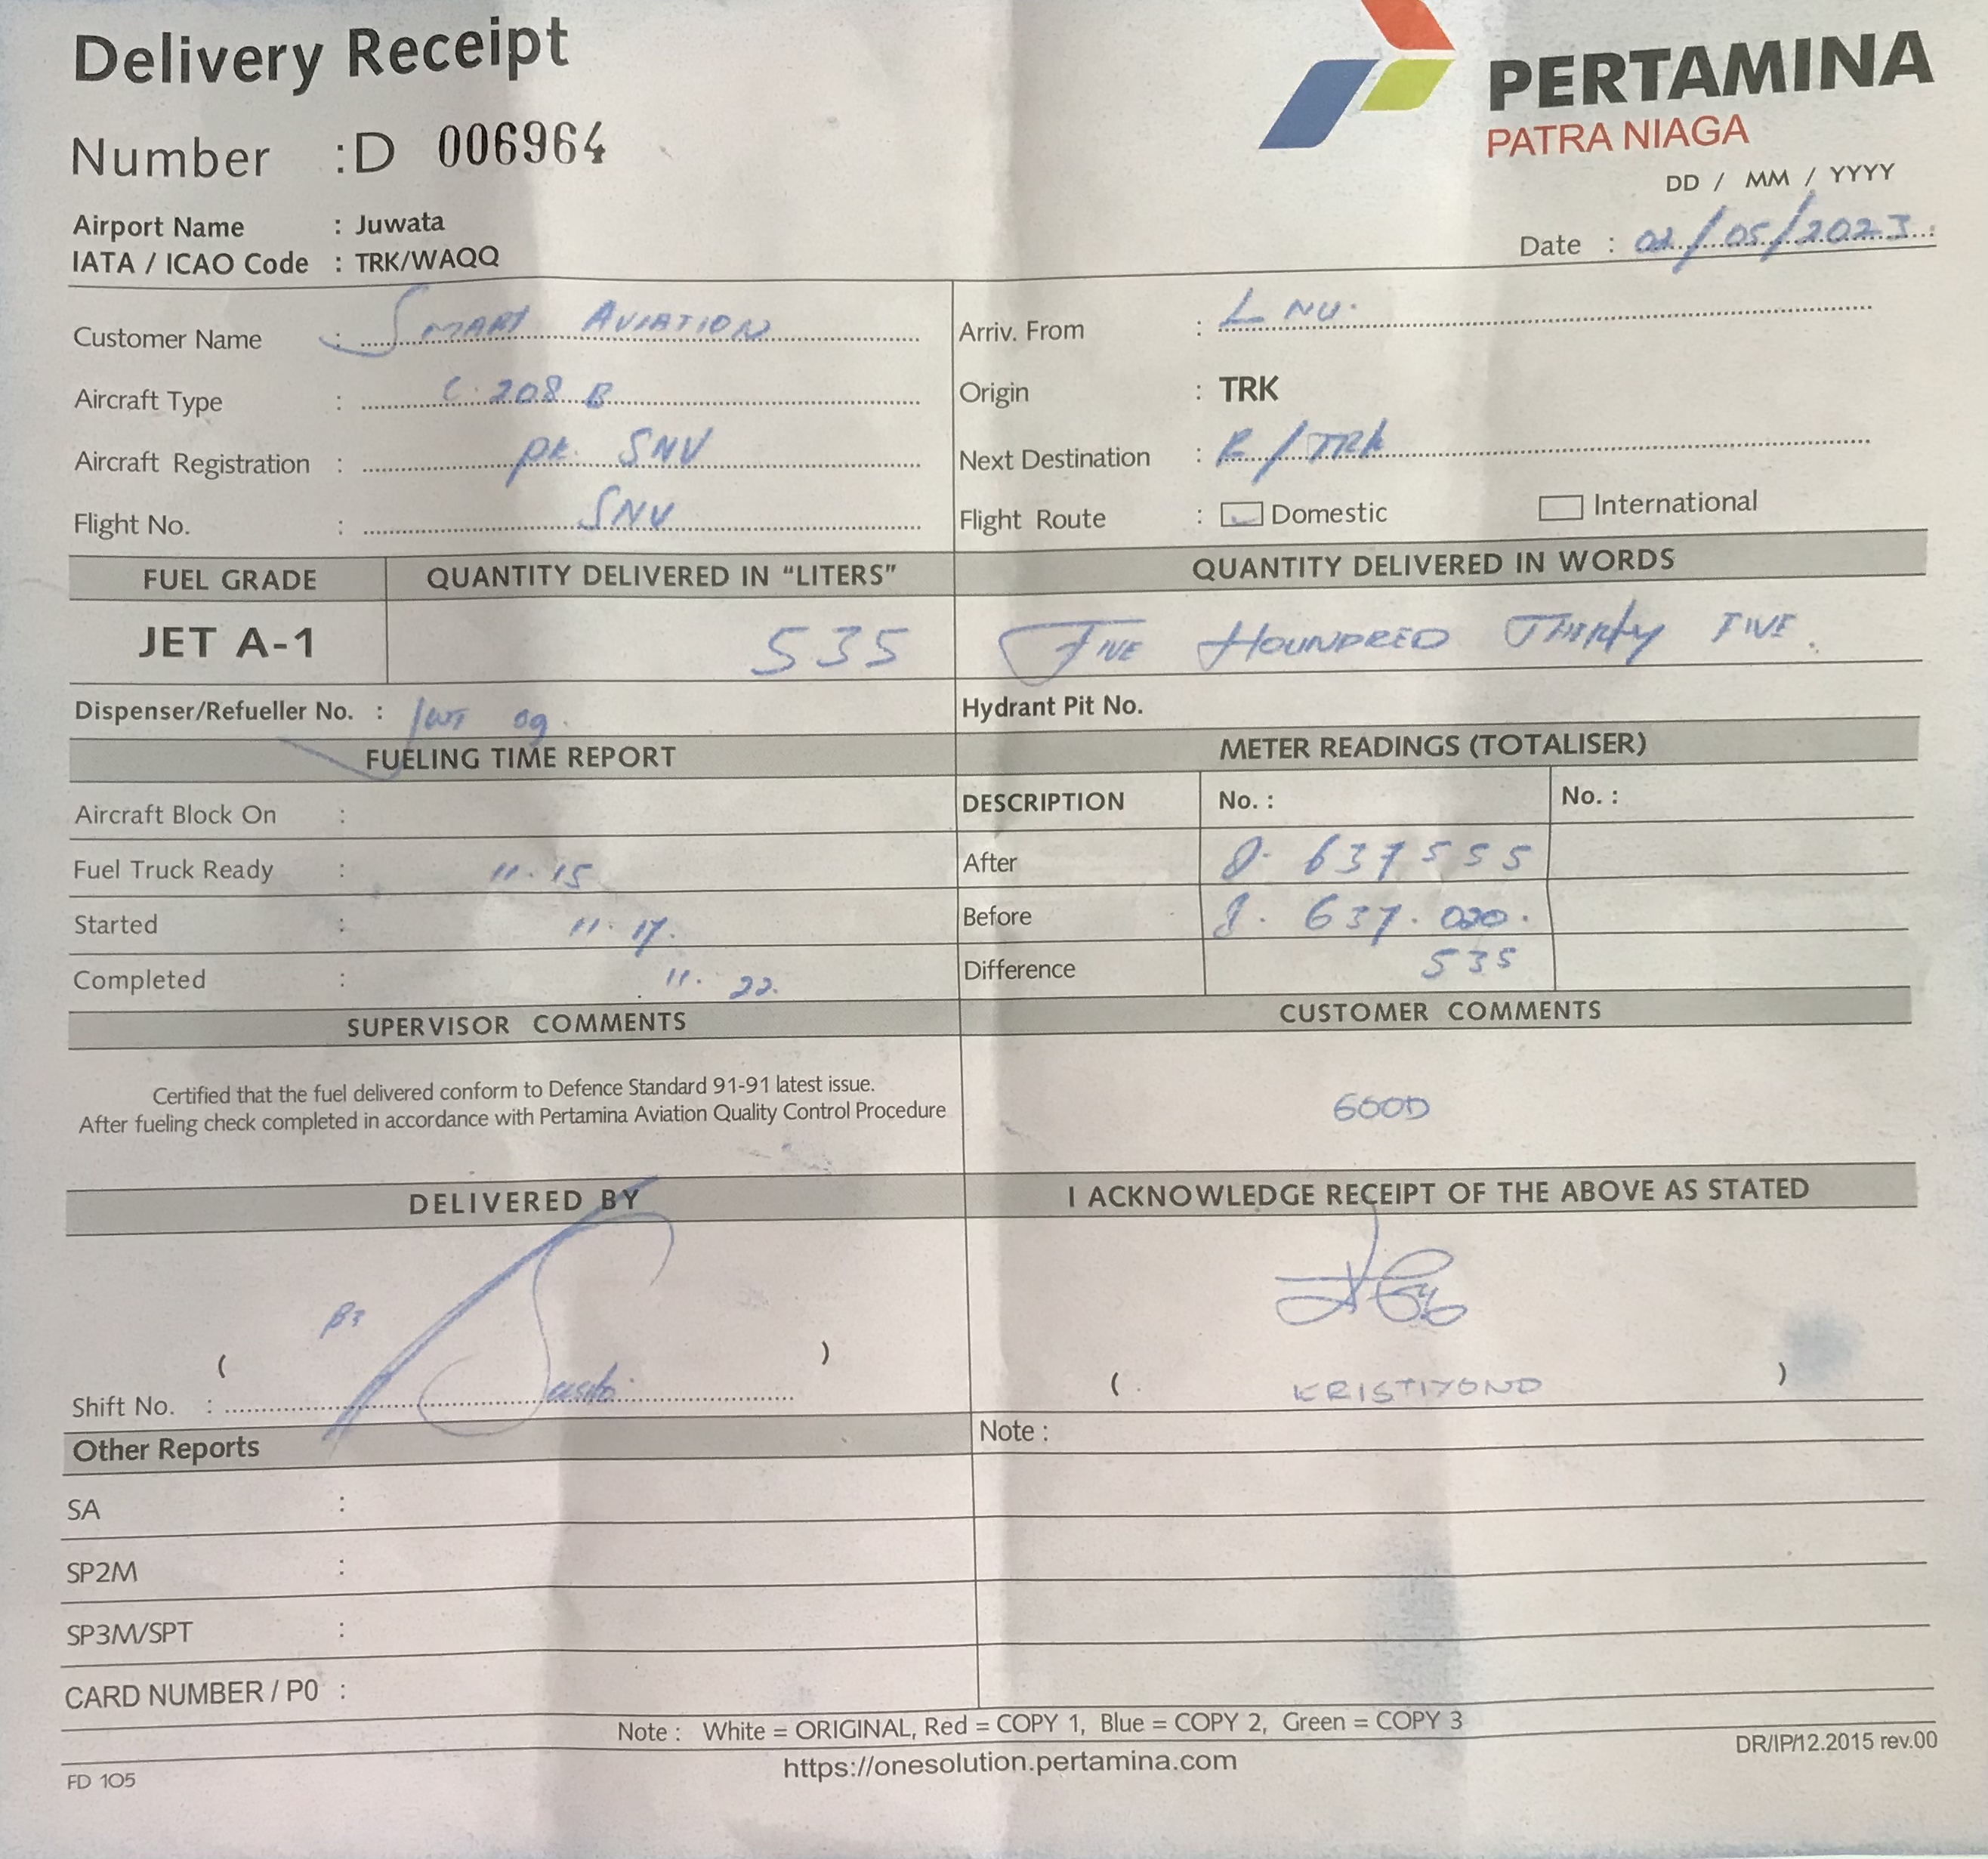 Delivery Receipt
PERTAMINA
PATRA NIAGA
Number :D 006964
DD / MM / YYYY
Airport Name : Juwata
Date : 02/05/2023
IATA / ICAO Code : TRK/WAQQ
Customer Name : SMART AVIATION
Arriv. From : LNU.
Aircraft Type : C 208 B
Origin : TRK
Aircraft Registration : PK. SNV
Next Destination : R/TRK
Flight No. : SNV
Flight Route : Domestic International
FUEL GRADE QUANTITY DELIVERED IN "LITERS" QUANTITY DELIVERED IN WORDS
JET A-1 535 FIVE HOUNDRED THIRTY FIVE.
Dispenser/Refueller No. : 09.
Hydrant Pit No.
FUELING TIME REPORT METER READINGS (TOTALISER)
Aircraft Block On :
DESCRIPTION No. : No. :
Fuel Truck Ready : 11.15
After 637555
Started : 11.17.
Before 637.020.
Completed : 11.22.
Difference 535
SUPERVISOR COMMENTS CUSTOMER COMMENTS
Certified that the fuel delivered conform to Defence Standard 91-91 latest issue.
After fueling check completed in accordance with Pertamina Aviation Quality Control Procedure
GOOD
DELIVERED BY I ACKNOWLEDGE RECEIPT OF THE ABOVE AS STATED
( )
Shift No. :
( KRISTIYONO )
Other Reports
Note :
SA :
SP2M :
SP3M/SPT :
CARD NUMBER / P0 :
Note : White = ORIGINAL, Red = COPY 1, Blue = COPY 2, Green = COPY 3
https://onesolution.pertamina.com
DR/IP/12.2015 rev.00
FD 105